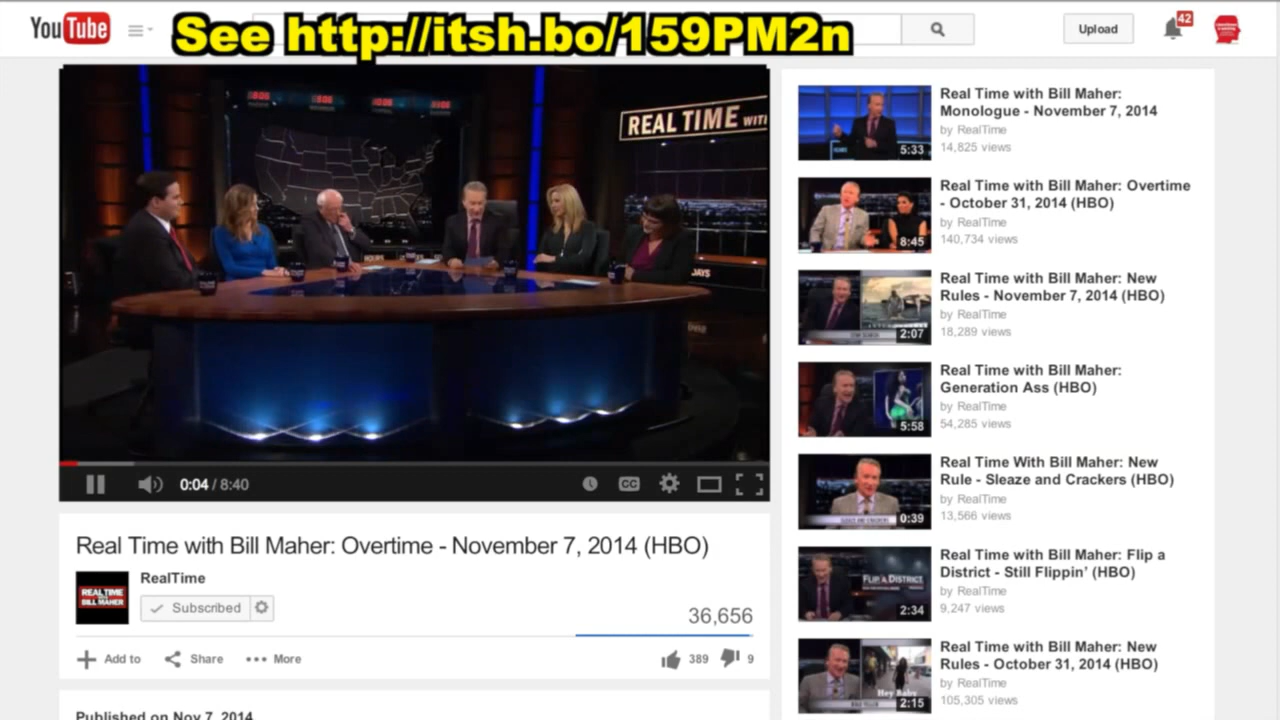 YouTube
See http://itsh.bo/159PM2n
Upload
42
REAL TIME WITH
JAYS
0:04 / 8:40
CC
Real Time with Bill Maher: Overtime - November 7, 2014 (HBO)
REAL TIME
BILL MAHER
RealTime
Subscribed
36,656
Add to
Share
More
389
9
Published on Nov 7, 2014
5:33
Real Time with Bill Maher:
Monologue - November 7, 2014
by RealTime
14,825 views
8:45
Real Time with Bill Maher: Overtime
- October 31, 2014 (HBO)
by RealTime
140,734 views
2:07
Real Time with Bill Maher: New
Rules - November 7, 2014 (HBO)
by RealTime
18,289 views
5:58
Real Time with Bill Maher:
Generation Ass (HBO)
by RealTime
54,285 views
0:39
Real Time With Bill Maher: New
Rule - Sleaze and Crackers (HBO)
by RealTime
13,566 views
FLIP A DISTRICT
2:34
Real Time with Bill Maher: Flip a
District - Still Flippin' (HBO)
by RealTime
9,247 views
Hey Baby
2:15
Real Time with Bill Maher: New
Rules - October 31, 2014 (HBO)
by RealTime
105,305 views